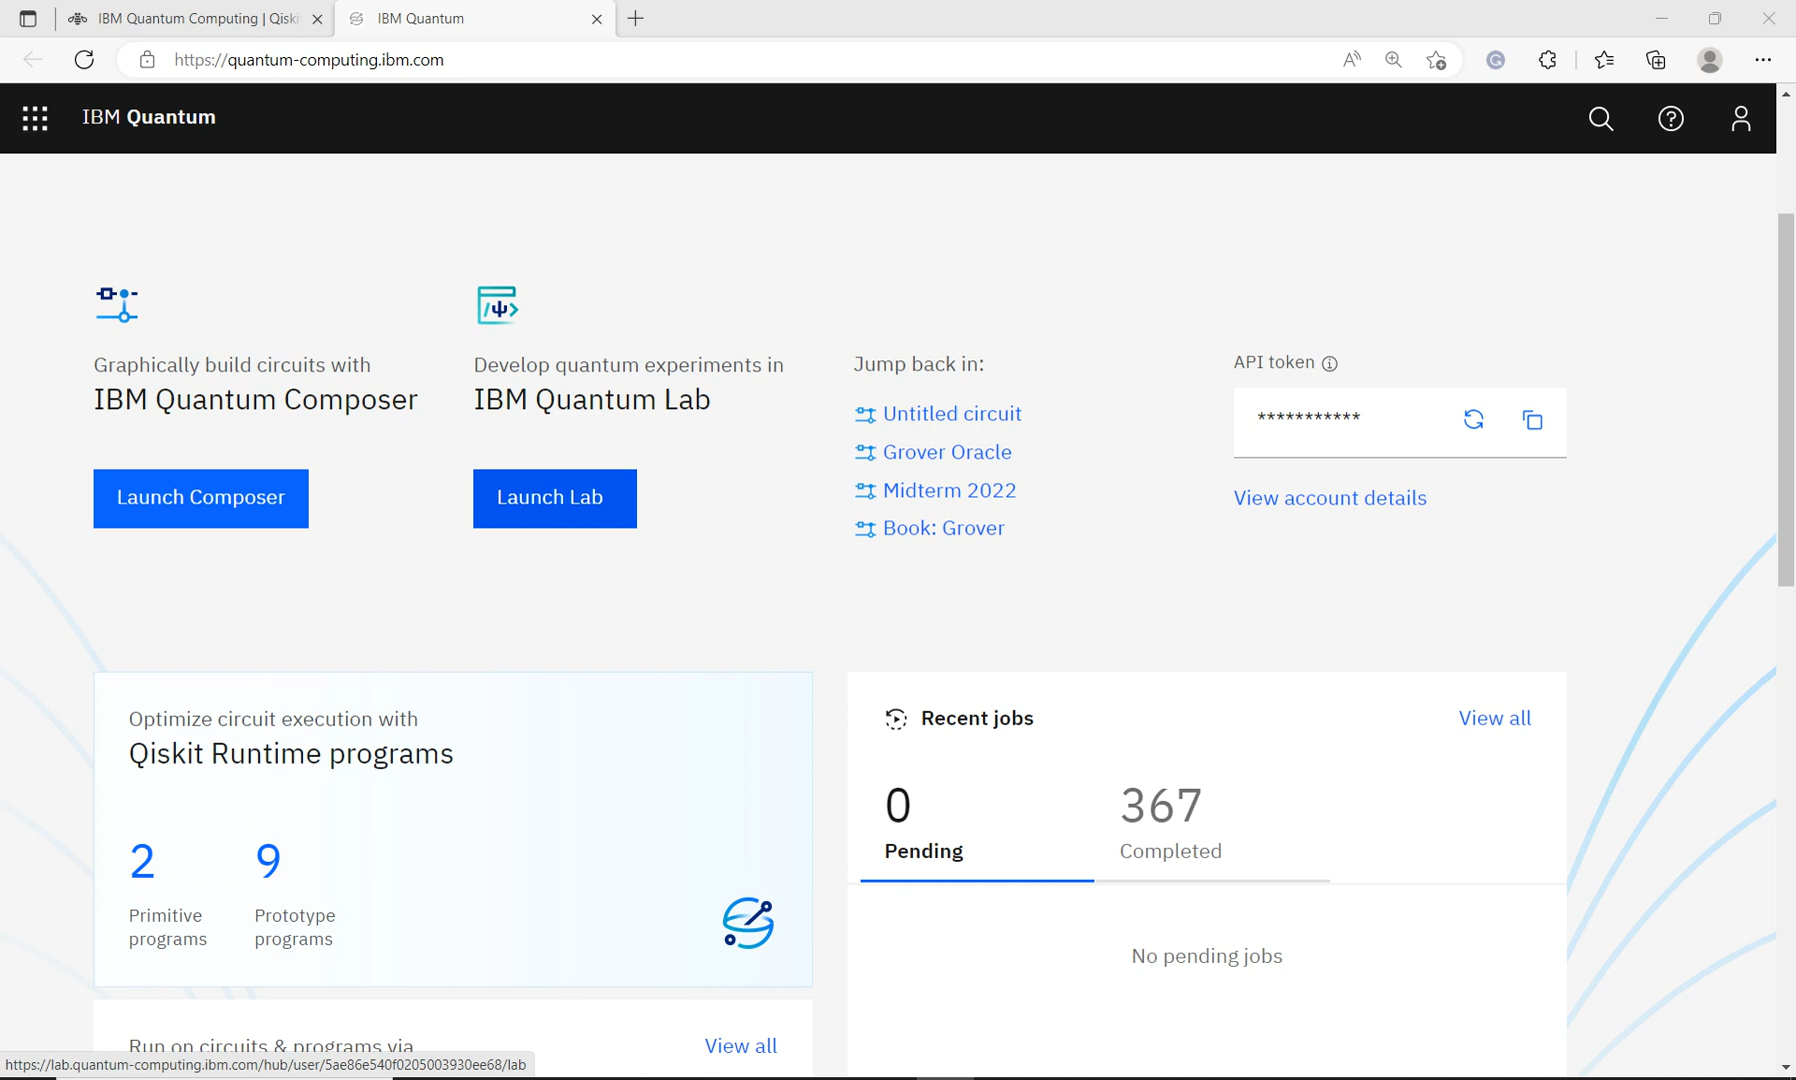 IBM Quantum Computing | Qiski
IBM Quantum
https://quantum-computing.ibm.com
IBM Quantum
Graphically build circuits with
IBM Quantum Composer
Launch Composer
Develop quantum experiments in
IBM Quantum Lab
Launch Lab
Jump back in:
Untitled circuit
Grover Oracle
Midterm 2022
Book: Grover
API token
***********
View account details
Optimize circuit execution with
Qiskit Runtime programs
2
Primitive
programs
9
Prototype
programs
Recent jobs
View all
0
Pending
367
Completed
No pending jobs
Run on circuits & programs via
View all
https://lab.quantum-computing.ibm.com/hub/user/5ae86e540f0205003930ee68/lab